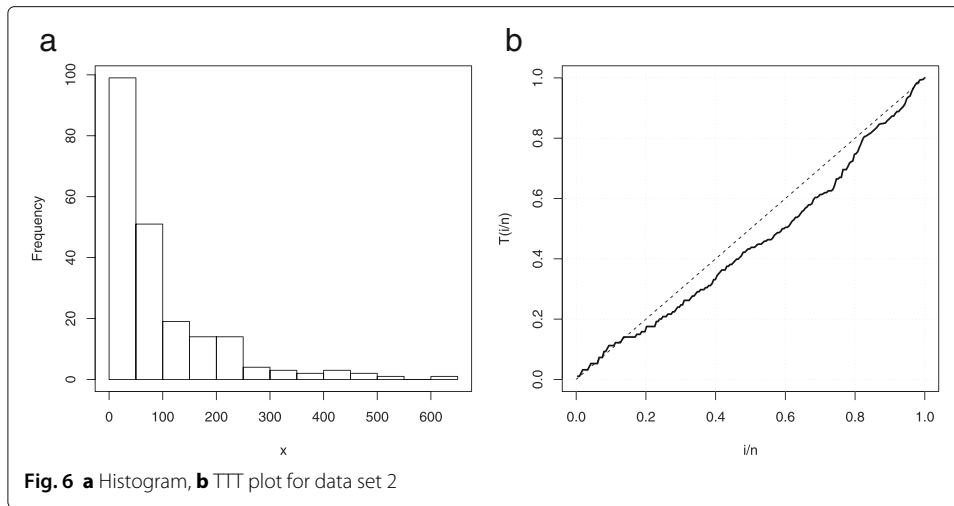 a
b
Frequency
0 20 40 60 80 100
0 100 200 300 400 500 600
x
T(i/n)
0.0 0.2 0.4 0.6 0.8 1.0
0.0 0.2 0.4 0.6 0.8 1.0
i/n
Fig. 6 a Histogram, b TTT plot for data set 2